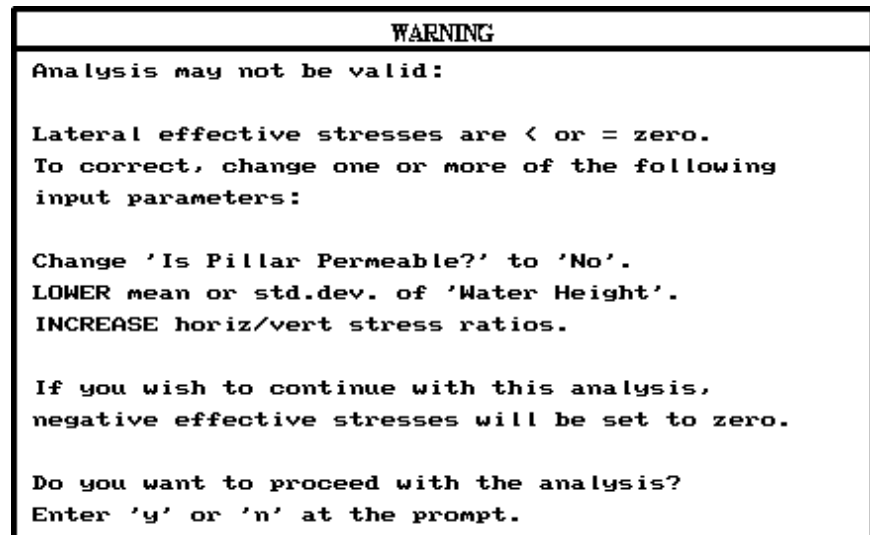 WARNING
Analysis may not be valid:
Lateral effective stresses are < or = zero.
To correct, change one or more of the following
input parameters:
Change 'Is Pillar Permeable?' to 'No'.
LOWER mean or std.dev. of 'Water Height'.
INCREASE horiz/vert stress ratios.
If you wish to continue with this analysis,
negative effective stresses will be set to zero.
Do you want to proceed with the analysis?
Enter 'y' or 'n' at the prompt.